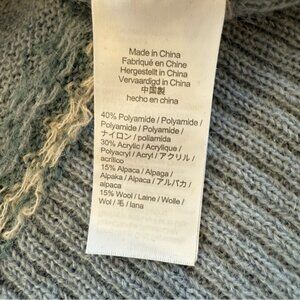 Made in China
Fabriqué en Chine
Hergestellt in China
Vervaardigd in China
中国製
hecho en china
40% Polyamide / Polyamide /
Polyamide / Polyamide /
ナイロン / poliamida
30% Acrylic / Acrylique /
Polyacryl / Acryl / アクリル /
acrílico
15% Alpaca / Alpaga /
Alpaka / Alpaca / アルパカ /
alpaca
15% Wool / Laine / Wolle /
Wol / 毛 / lana